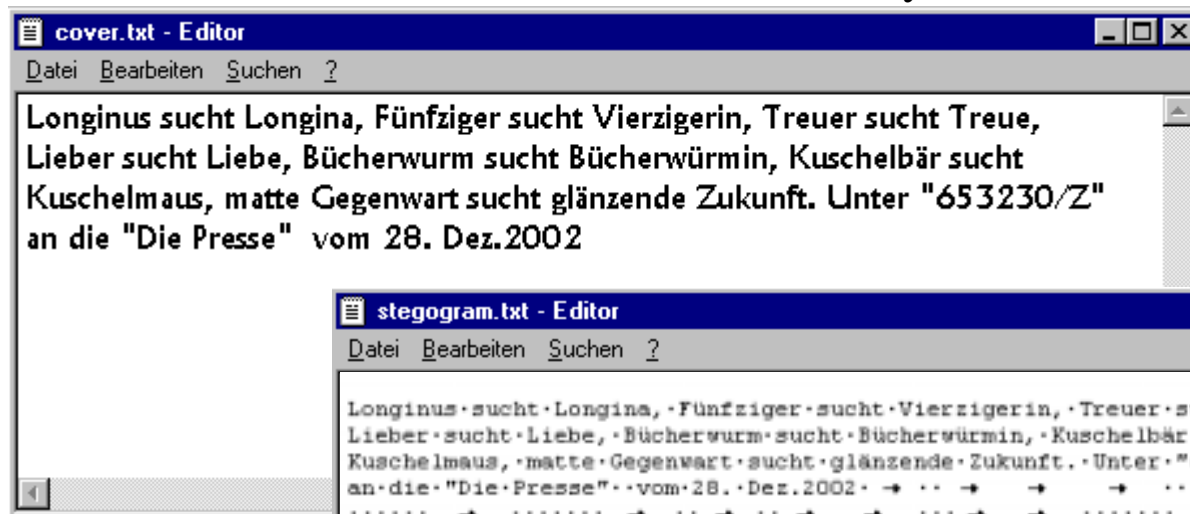 cover.txt - Editor
Datei Bearbeiten Suchen ?
Longinus sucht Longina, Fünfziger sucht Vierzigerin, Treuer sucht Treue,
Lieber sucht Liebe, Bücherwurm sucht Bücherwürmin, Kuschelbär sucht
Kuschelmaus, matte Gegenwart sucht glänzende Zukunft. Unter "653230/Z"
an die "Die Presse"  vom 28. Dez.2002
stegogram.txt - Editor
Datei Bearbeiten Suchen ?
Longinus·sucht·Longina,·Fünfziger·sucht·Vierzigerin,·Treuer·s
Lieber·sucht·Liebe,·Bücherwurm·sucht·Bücherwürmin,·Kuschelbär
Kuschelmaus,·matte·Gegenwart·sucht·glänzende·Zukunft.·Unter·"
an·die·"Die·Presse"··vom·28.·Dez.2002· → ·· → → → ··